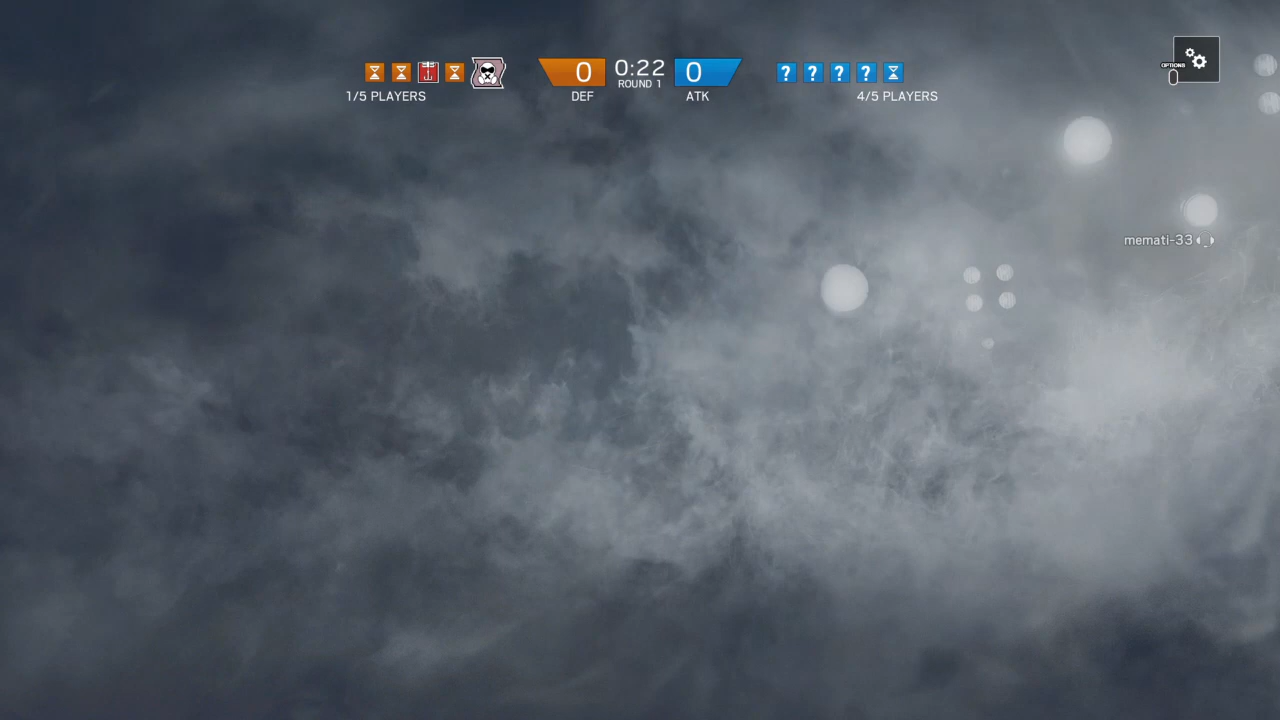 0 0:22 0
ROUND 1
DEF ATK
1/5 PLAYERS
? ? ? ?
4/5 PLAYERS
OPTIONS
memati-33